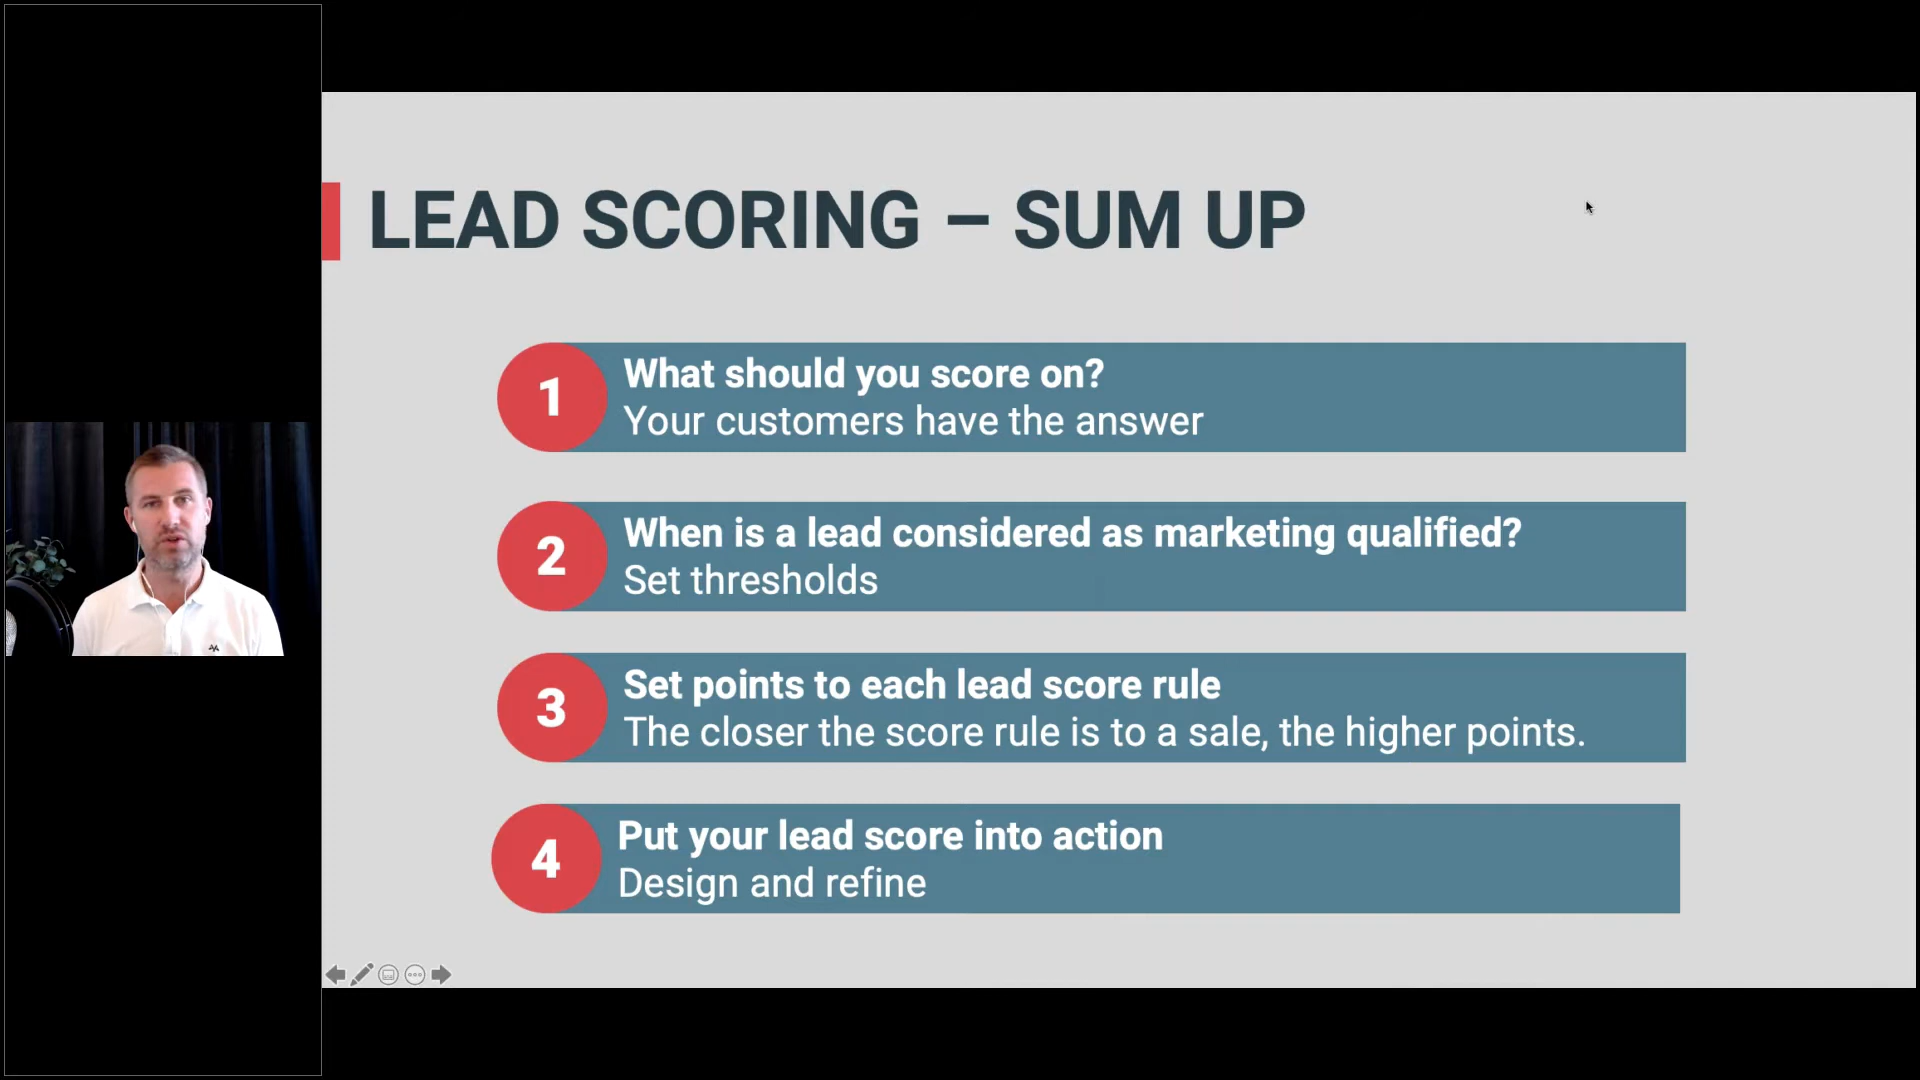 LEAD SCORING – SUM UP
1
What should you score on?
Your customers have the answer
2
When is a lead considered as marketing qualified?
Set thresholds
3
Set points to each lead score rule
The closer the score rule is to a sale, the higher points.
4
Put your lead score into action
Design and refine